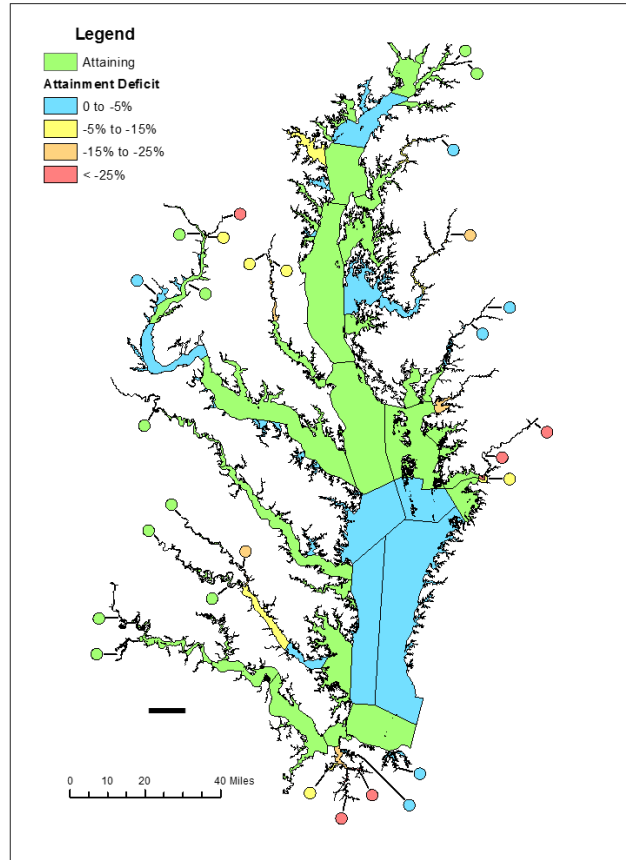 Legend
Attaining
Attainment Deficit
0 to -5%
-5% to -15%
-15% to -25%
< -25%
0 10 20 40 Miles